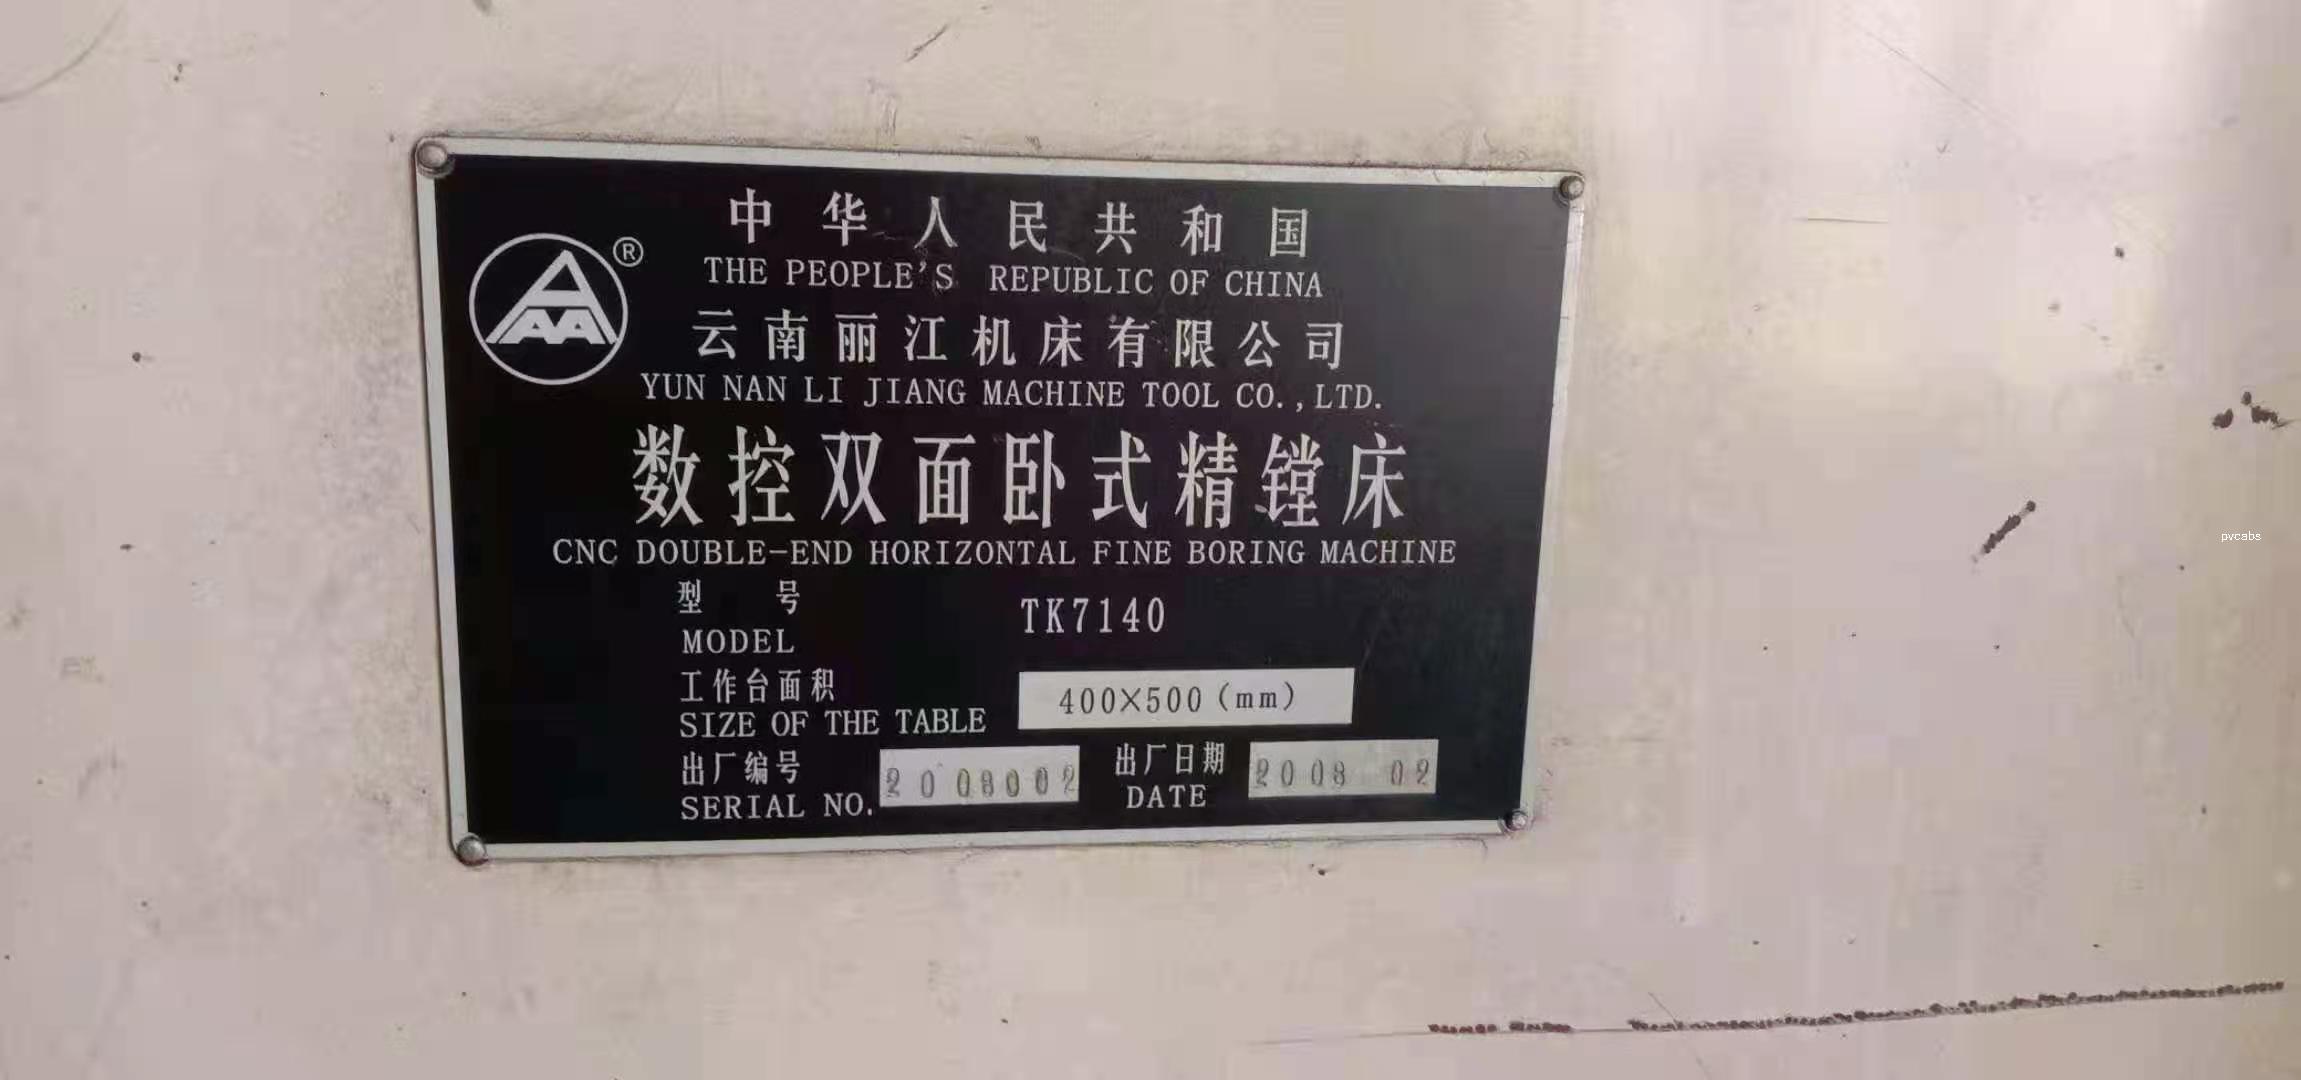 中华人民共和国
THE PEOPLE'S REPUBLIC OF CHINA
®
云南丽江机床有限公司
YUN NAN LI JIANG MACHINE TOOL CO.,LTD.
数控双面卧式精镗床
CNC DOUBLE-END HORIZONTAL FINE BORING MACHINE
型号 TK7140
MODEL
工作台面积 400×500(mm)
SIZE OF THE TABLE
出厂编号 2008002 出厂日期 2008 02
SERIAL NO. DATE
pvcabs